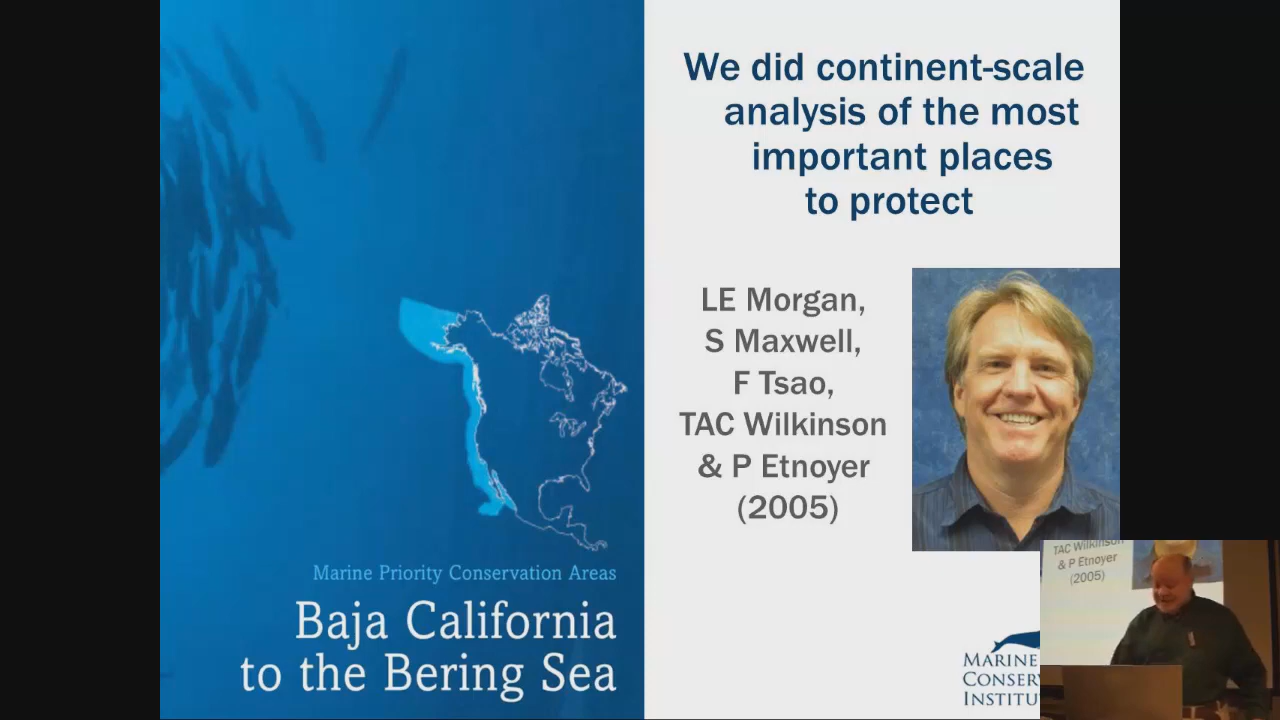 We did continent-scale
analysis of the most
important places
to protect
LE Morgan,
S Maxwell,
F Tsao,
TAC Wilkinson
& P Etnoyer
(2005)
Marine Priority Conservation Areas
Baja California
to the Bering Sea
MARINE
CONSER
INSTITU
TAC Wilkinson
& P Etnoyer
(2005)